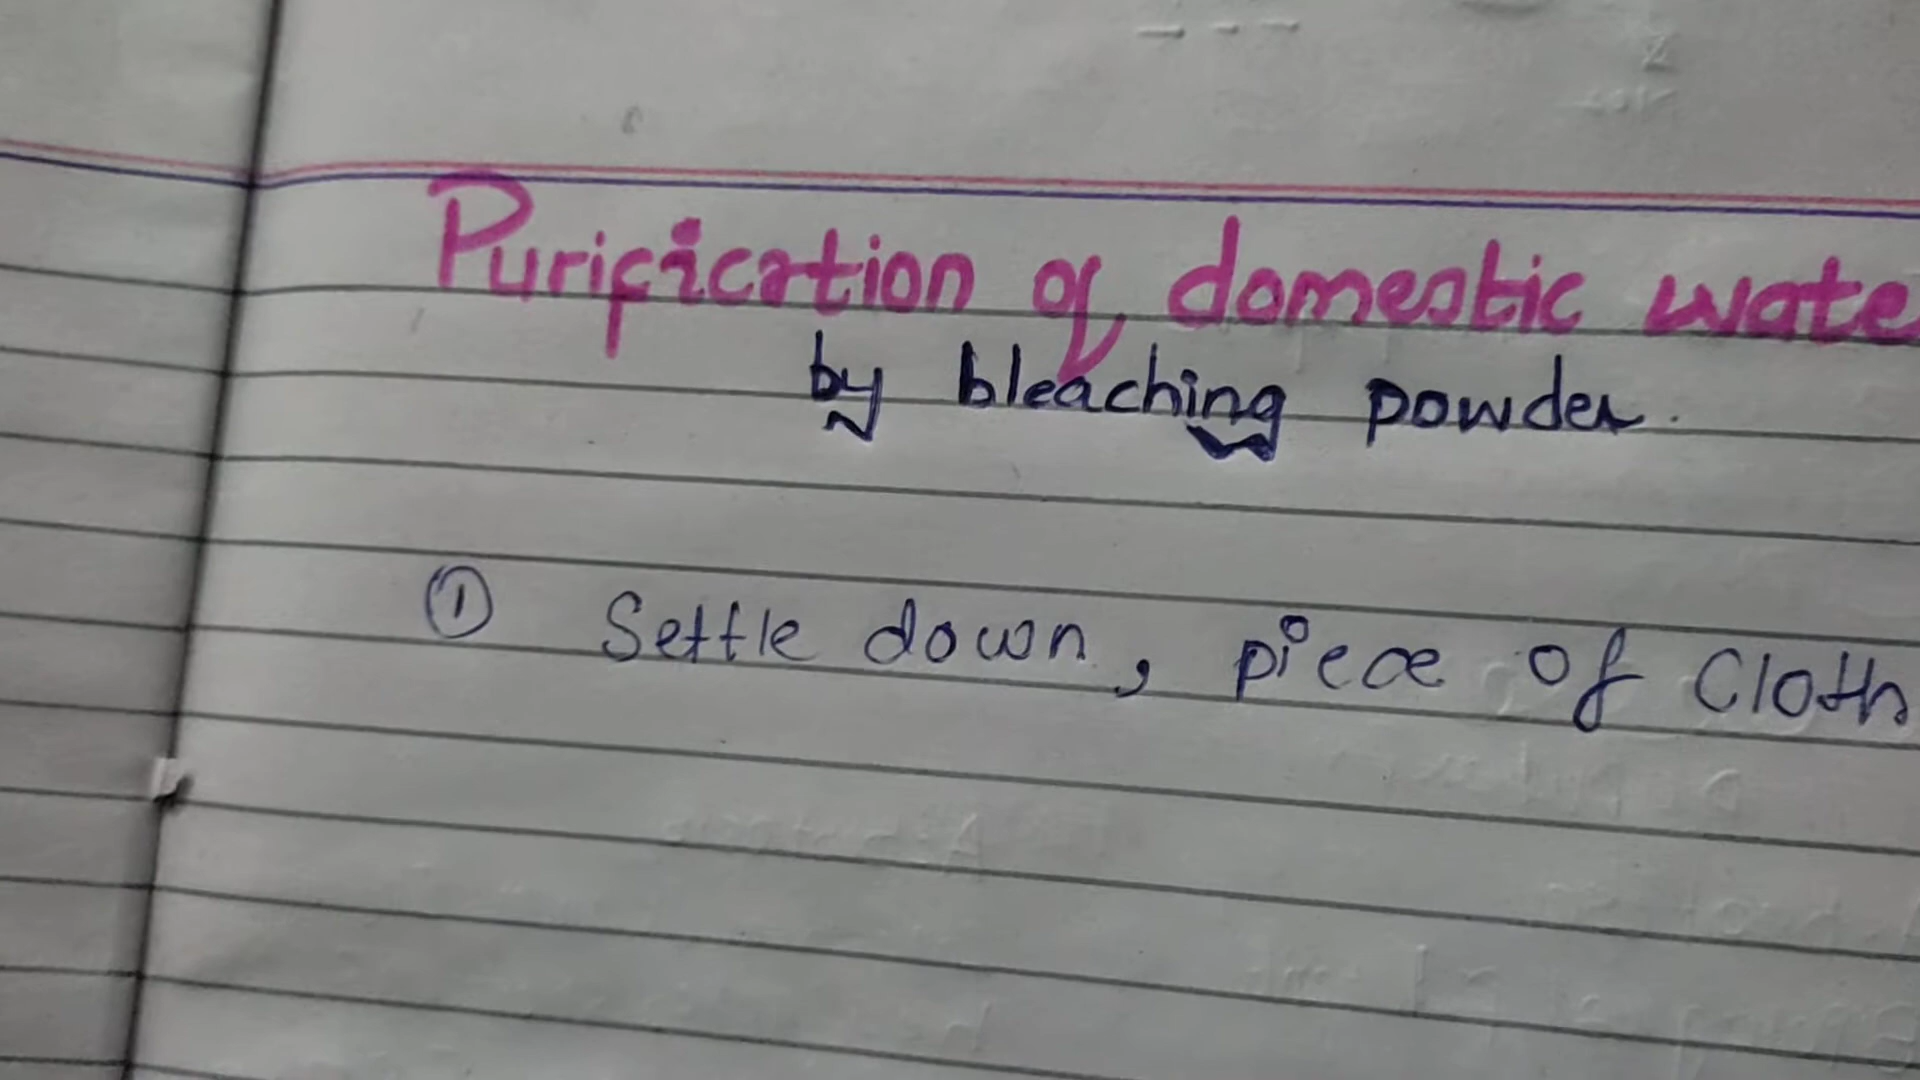 Purification of domestic wate
by bleaching powder.
① Settle down, piece of Cloth